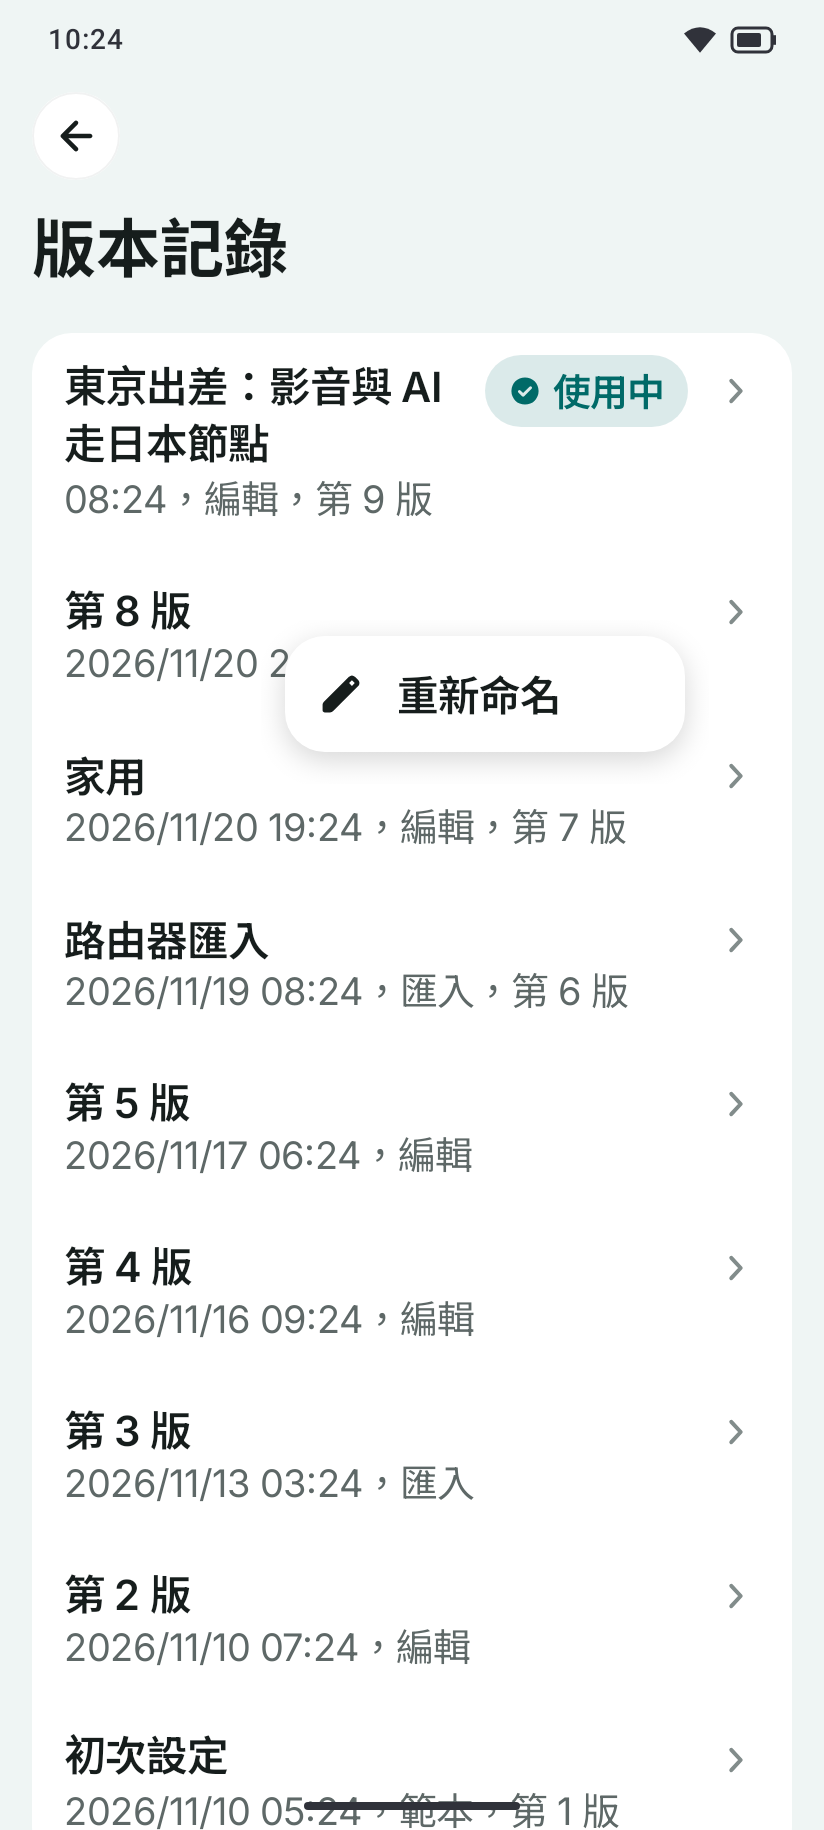 10:24
版本記錄
東京出差：影音與 AI
走日本節點
使用中
08:24，編輯，第 9 版
第 8 版
2026/11/20 2
重新命名
家用
2026/11/20 19:24，編輯，第 7 版
路由器匯入
2026/11/19 08:24，匯入，第 6 版
第 5 版
2026/11/17 06:24，編輯
第 4 版
2026/11/16 09:24，編輯
第 3 版
2026/11/13 03:24，匯入
第 2 版
2026/11/10 07:24，編輯
初次設定
2026/11/10 05:24，範本，第 1 版